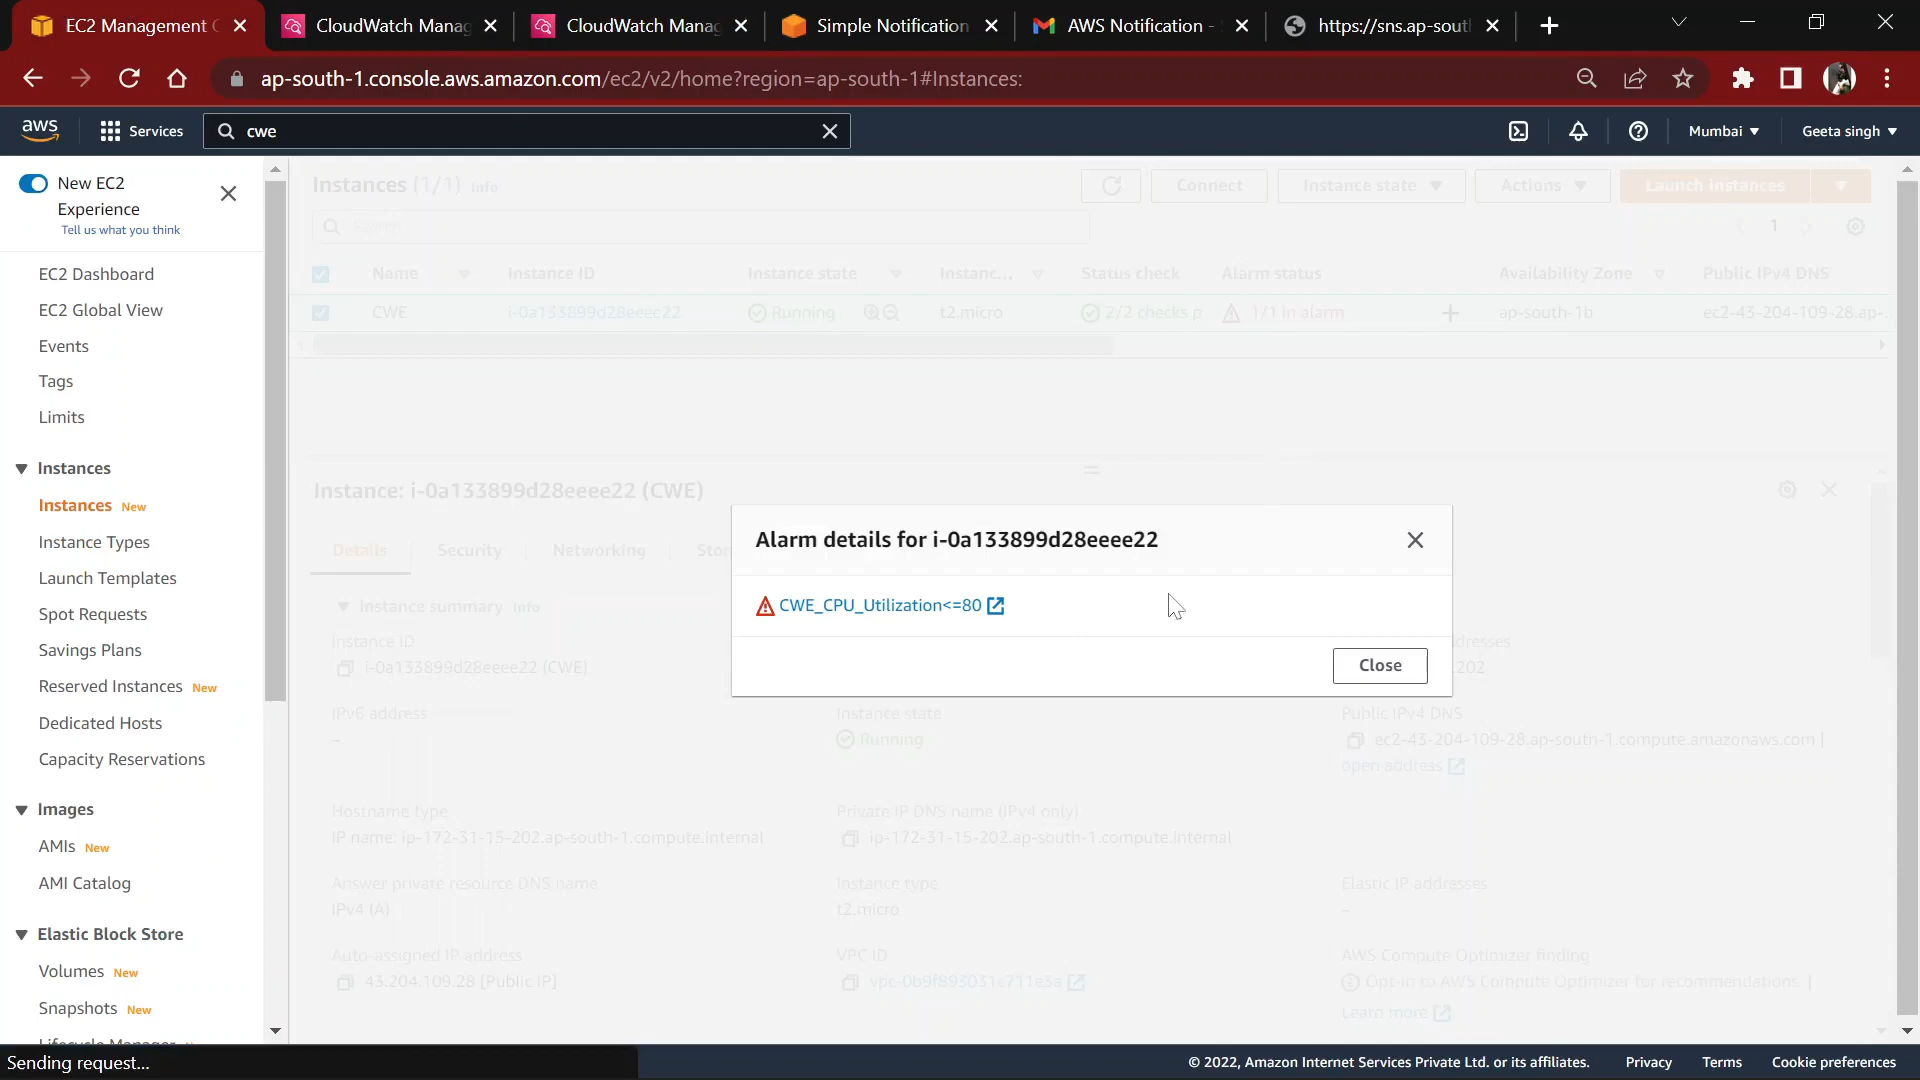 EC2 Management C
CloudWatch Manag
CloudWatch Manag
Simple Notification
AWS Notification -
https://sns.ap-sout
ap-south-1.console.aws.amazon.com/ec2/v2/home?region=ap-south-1#Instances:
aws
Services
cwe
Mumbai
Geeta singh
New EC2
Experience
Tell us what you think
EC2 Dashboard
EC2 Global View
Events
Tags
Limits
Instances
Instances New
Instance Types
Launch Templates
Spot Requests
Savings Plans
Reserved Instances New
Dedicated Hosts
Capacity Reservations
Images
AMIs New
AMI Catalog
Elastic Block Store
Volumes New
Snapshots New
Lifecycle Manager
Instances (1/1) Info
Connect
Instance state
Actions
Launch instances
Search
1
Name
Instance ID
Instance state
Instanc...
Status check
Alarm status
Availability Zone
Public IPv4 DNS
CWE
i-0a133899d28eeee22
Running
t2.micro
2/2 checks p
1/1 in alarm
ap-south-1b
ec2-43-204-109-28.ap-...
Instance: i-0a133899d28eeee22 (CWE)
Details
Security
Networking
Stor
Alarm details for i-0a133899d28eeee22
CWE_CPU_Utilization<=80
Close
Instance summary Info
Instance ID
i-0a133899d28eeee22 (CWE)
dresses
202
IPv6 address
–
Instance state
Running
Public IPv4 DNS
ec2-43-204-109-28.ap-south-1.compute.amazonaws.com |
open address
Hostname type
IP name: ip-172-31-15-202.ap-south-1.compute.internal
Private IP DNS name (IPv4 only)
ip-172-31-15-202.ap-south-1.compute.internal
Answer private resource DNS name
IPv4 (A)
Instance type
t2.micro
Elastic IP addresses
–
Auto-assigned IP address
43.204.109.28 [Public IP]
VPC ID
vpc-0b9f893031c711e3a
AWS Compute Optimizer finding
Opt-in to AWS Compute Optimizer for recommendations. |
Learn more
Sending request...
© 2022, Amazon Internet Services Private Ltd. or its affiliates.
Privacy
Terms
Cookie preferences